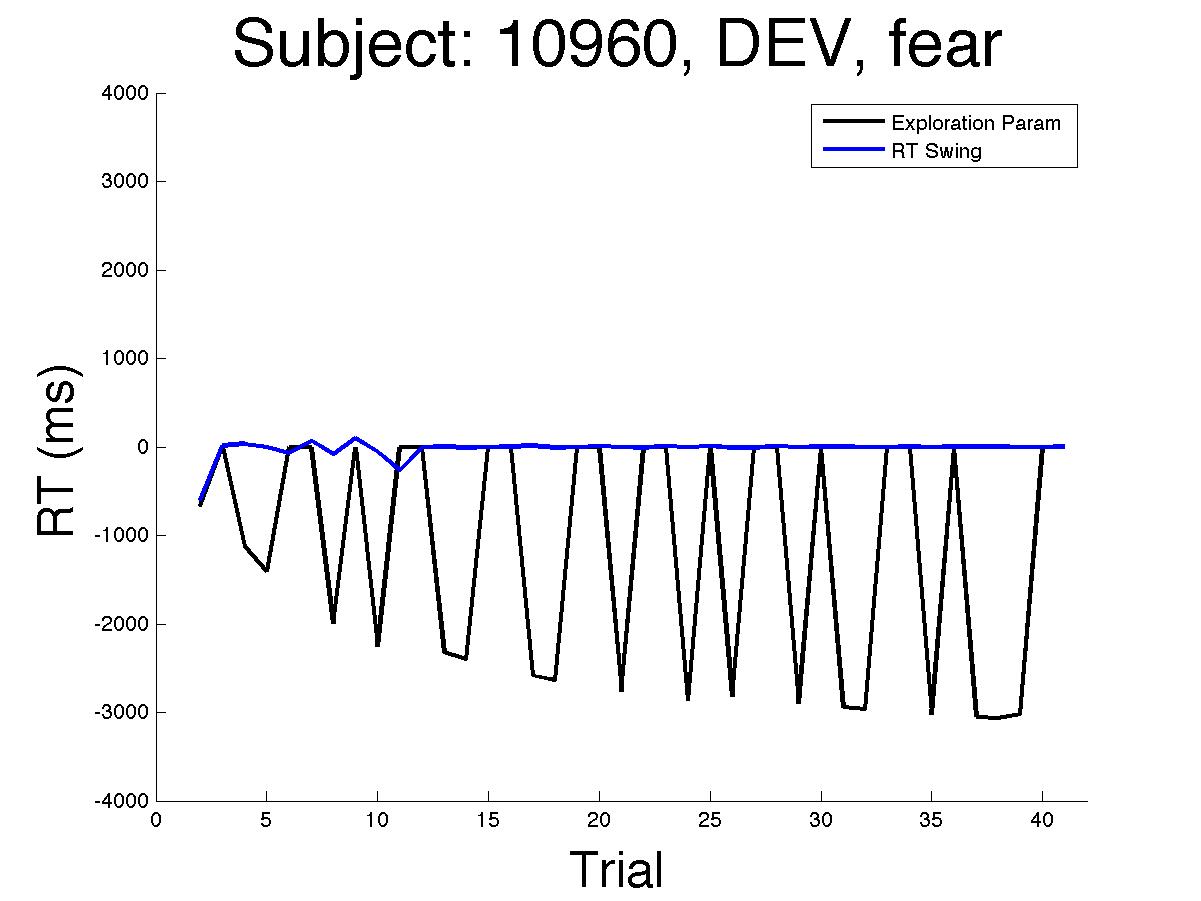 Subject: 10960, DEV, fear
Exploration Param
RT Swing
4000
3000
2000
1000
0
-1000
-2000
-3000
-4000
RT (ms)
0 5 10 15 20 25 30 35 40
Trial